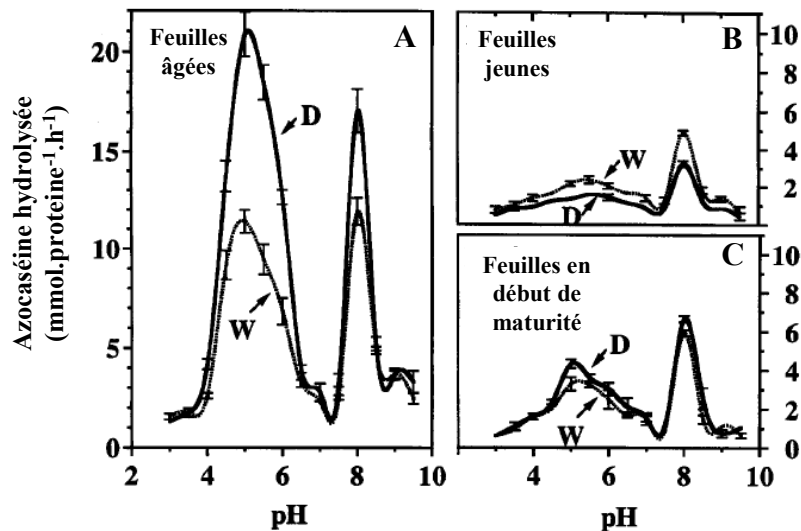 Azocaséine hydrolysée
(mmol.proteine⁻¹.h⁻¹)
A
Feuilles
âgées
D
W
20
15
10
5
0
2 4 6 8 10
pH
B
Feuilles
jeunes
W
D
10
8
6
4
2
C
Feuilles en
début de
maturité
D
W
10
8
6
4
2
0
4 6 8 10
pH